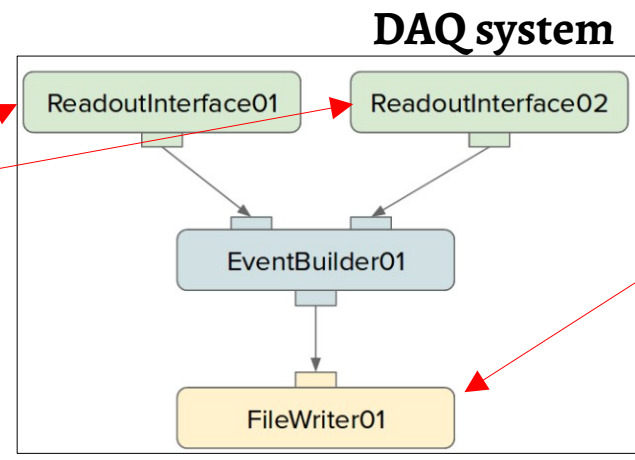 DAQ system
ReadoutInterface01
ReadoutInterface02
EventBuilder01
FileWriter01